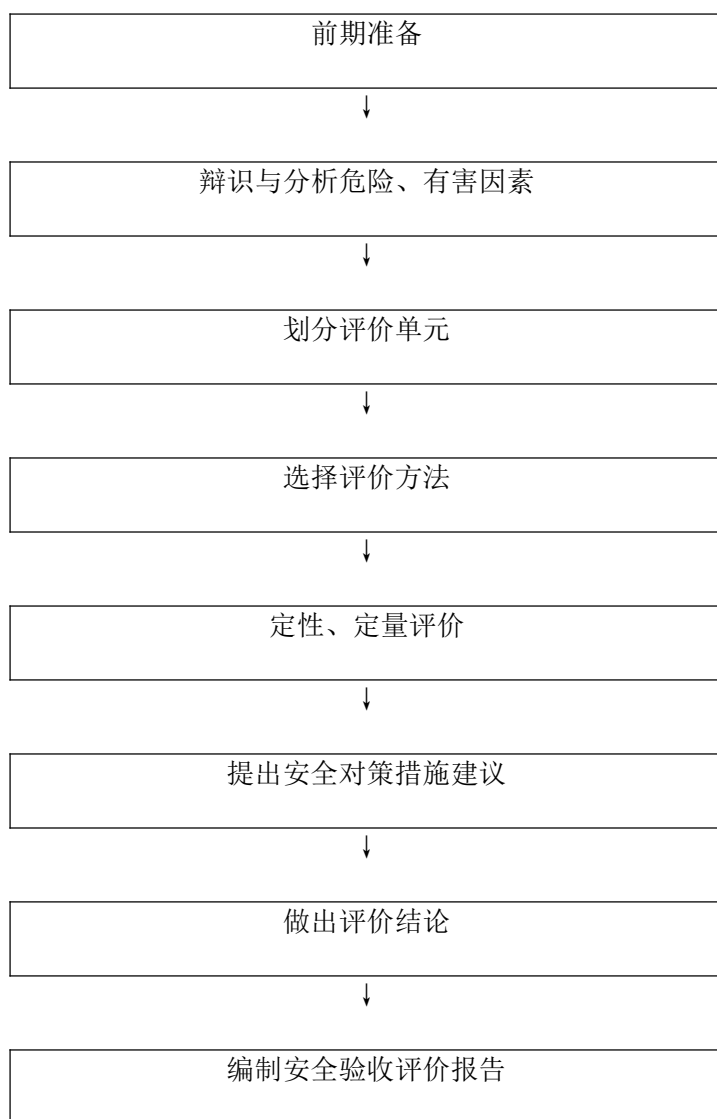 前期准备
↓
辩识与分析危险、有害因素
↓
划分评价单元
↓
选择评价方法
↓
定性、定量评价
↓
提出安全对策措施建议
↓
做出评价结论
↓
编制安全验收评价报告